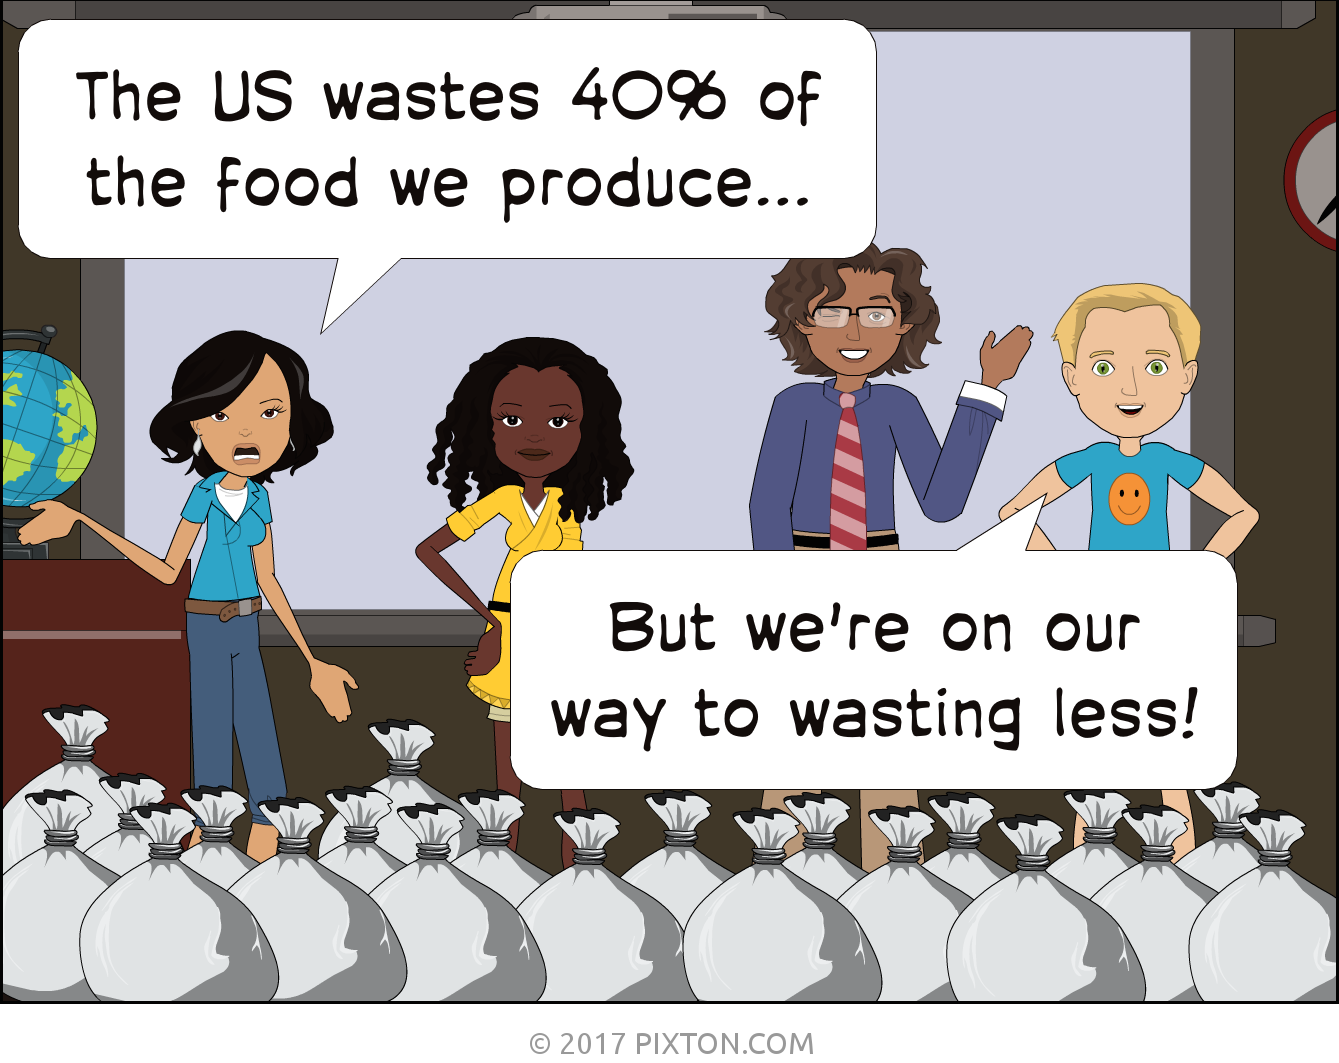 The US wastes 40% of
the food we produce...
But we're on our
way to wasting less!
© 2017 PIXTON.COM